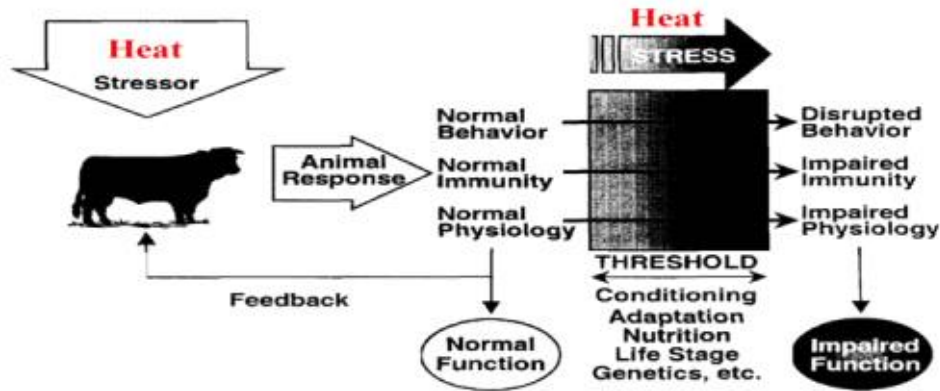 Heat
Stressor
Heat
STRESS
Animal
Response
Normal
Behavior
Normal
Immunity
Normal
Physiology
Disrupted
Behavior
Impaired
Immunity
Impaired
Physiology
THRESHOLD
Conditioning
Adaptation
Nutrition
Life Stage
Genetics, etc.
Feedback
Normal
Function
Impaired
Function